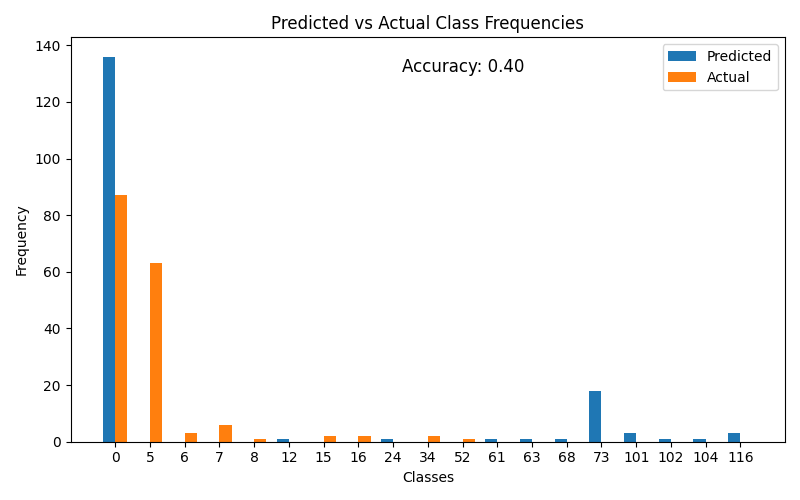 Predicted vs Actual Class Frequencies
Accuracy: 0.40
Predicted
Actual
Frequency
140
120
100
80
60
40
20
0
0 5 6 7 8 12 15 16 24 34 52 61 63 68 73 101 102 104 116
Classes